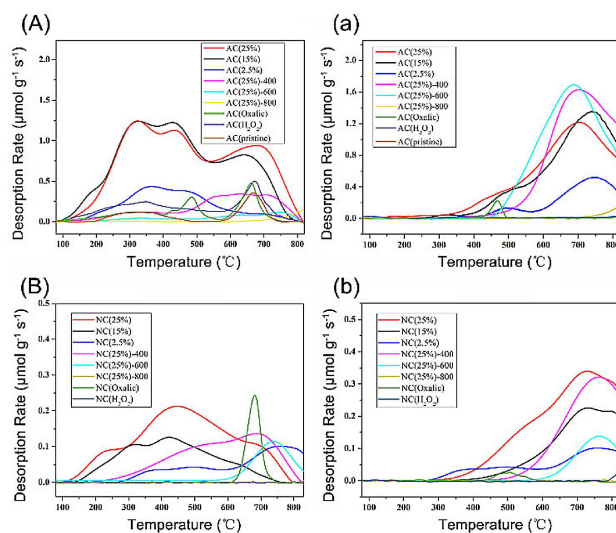 (A)
Desorption Rate (μmol g⁻¹ s⁻¹)
2.5
2.0
1.5
1.0
0.5
0.0
AC(25%)
AC(15%)
AC(2.5%)
AC(25%)-400
AC(25%)-600
AC(25%)-800
AC(Oxalic)
AC(H₂O₂)
AC(pristine)
100 200 300 400 500 600 700 800
Temperature (℃)
(a)
Desorption Rate (μmol g⁻¹ s⁻¹)
2.4
2.0
1.6
1.2
0.8
0.4
0.0
AC(25%)
AC(15%)
AC(2.5%)
AC(25%)-400
AC(25%)-600
AC(25%)-800
AC(Oxalic)
AC(H₂O₂)
AC(pristine)
100 200 300 400 500 600 700 800
Temperature (℃)
(B)
Desorption Rate (μmol g⁻¹ s⁻¹)
0.5
0.4
0.3
0.2
0.1
0.0
NC(25%)
NC(15%)
NC(2.5%)
NC(25%)-400
NC(25%)-600
NC(25%)-800
NC(Oxalic)
NC(H₂O₂)
100 200 300 400 500 600 700 800
Temperature (℃)
(b)
Desorption Rate (μmol g⁻¹ s⁻¹)
0.5
0.4
0.3
0.2
0.1
0.0
NC(25%)
NC(15%)
NC(2.5%)
NC(25%)-400
NC(25%)-600
NC(25%)-800
NC(Oxalic)
NC(H₂O₂)
100 200 300 400 500 600 700 800
Temperature (℃)